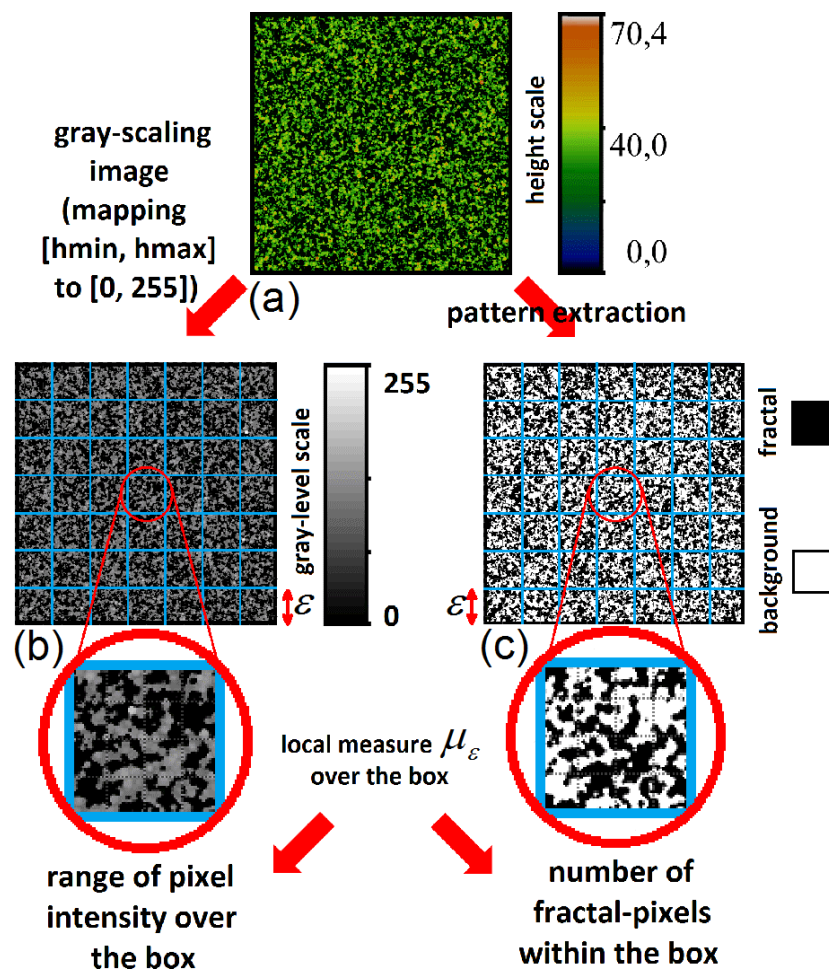 gray-scaling
image
(mapping
[hmin, hmax]
to [0, 255])
height scale
70,4
40,0
0,0
(a)
pattern extraction
255
gray-level scale
0
ε
(b)
fractal
background
ε
(c)
local measure μ_ε
over the box
range of pixel
intensity over
the box
number of
fractal-pixels
within the box